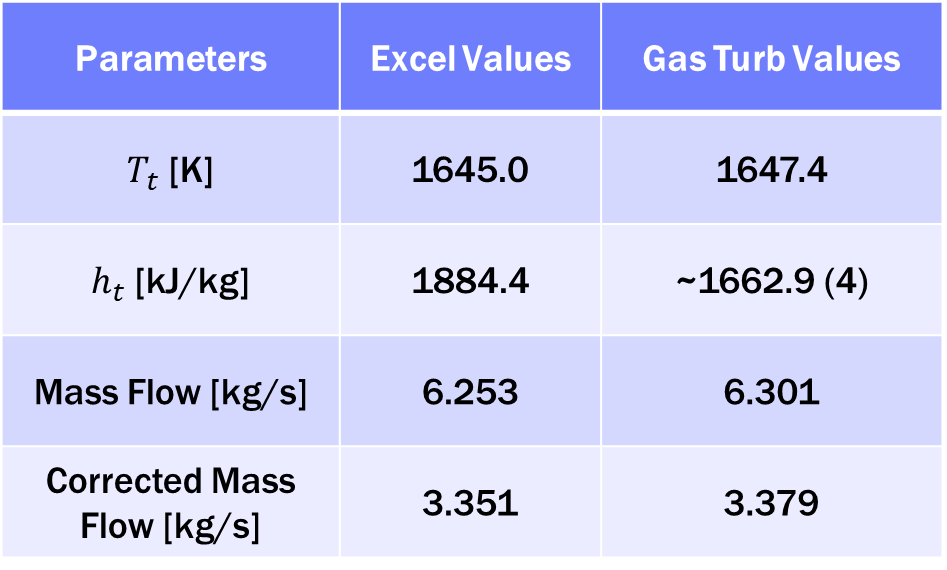 Parameters Excel Values Gas Turb Values
T_t [K] 1645.0 1647.4
h_t [kJ/kg] 1884.4 ~1662.9 (4)
Mass Flow [kg/s] 6.253 6.301
Corrected Mass
Flow [kg/s] 3.351 3.379